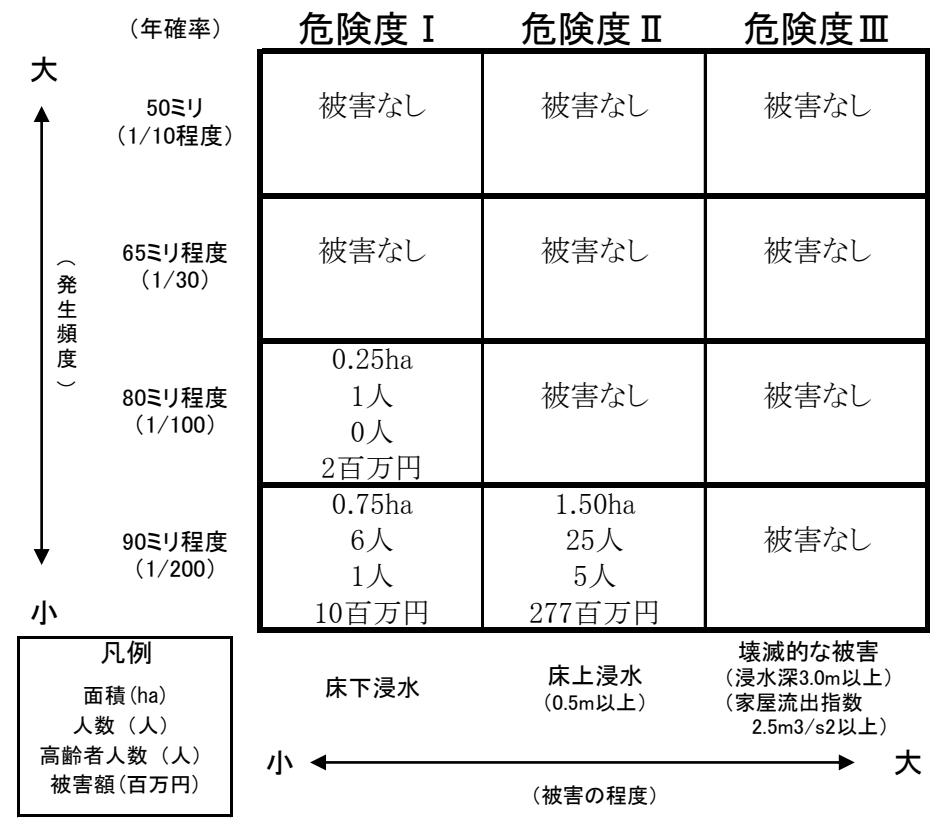 （年確率）
危険度Ⅰ
危険度Ⅱ
危険度Ⅲ
大
50ミリ
（1/10程度）
被害なし
被害なし
被害なし
65ミリ程度
（1/30）
被害なし
被害なし
被害なし
（発生頻度）
80ミリ程度
（1/100）
0.25ha
1人
0人
2百万円
被害なし
被害なし
90ミリ程度
（1/200）
0.75ha
6人
1人
10百万円
1.50ha
25人
5人
277百万円
被害なし
小
凡例
面積(ha)
人数（人）
高齢者人数（人）
被害額(百万円)
床下浸水
床上浸水
（0.5m以上）
壊滅的な被害
（浸水深3.0m以上）
（家屋流出指数
2.5m3/s2以上）
小
大
（被害の程度）